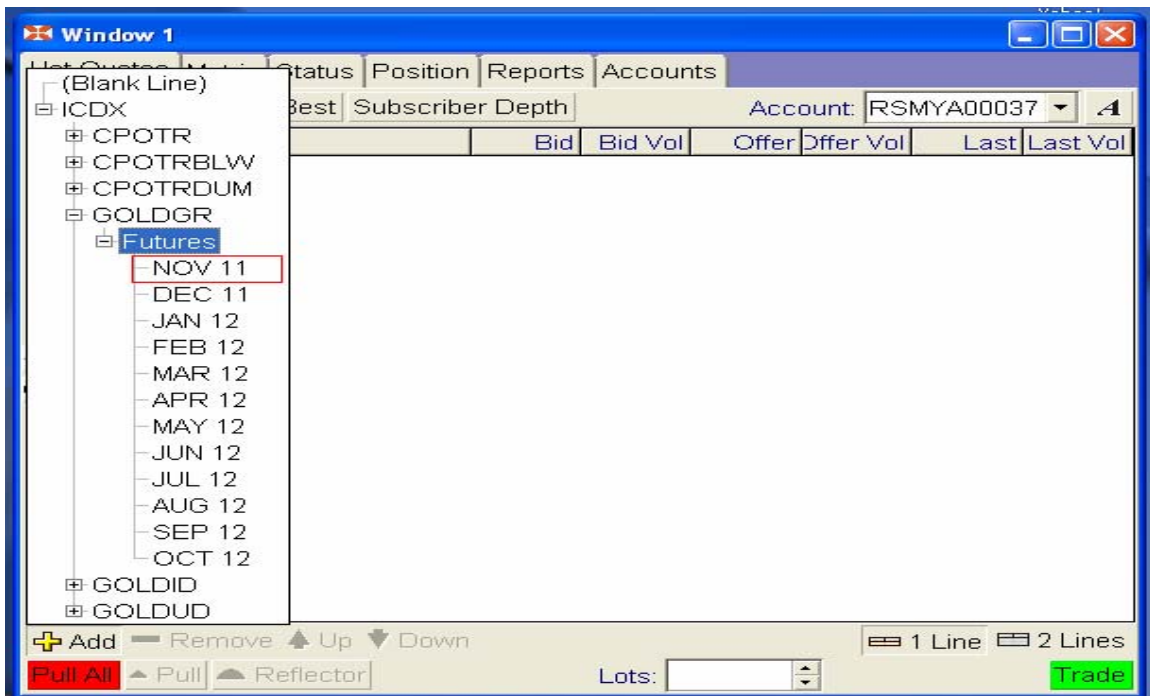 Window 1
Status Position Reports Accounts
(Blank Line)
ICDX
Best Subscriber Depth Account: RSMYA00037 A
Bid Bid Vol Offer Offer Vol Last Last Vol
CPOTR
CPOTRBLW
CPOTRDUM
GOLDGR
Futures
NOV 11
DEC 11
JAN 12
FEB 12
MAR 12
APR 12
MAY 12
JUN 12
JUL 12
AUG 12
SEP 12
OCT 12
GOLDID
GOLDUD
Add Remove Up Down 1 Line 2 Lines
Pull All Pull Reflector Lots: Trade